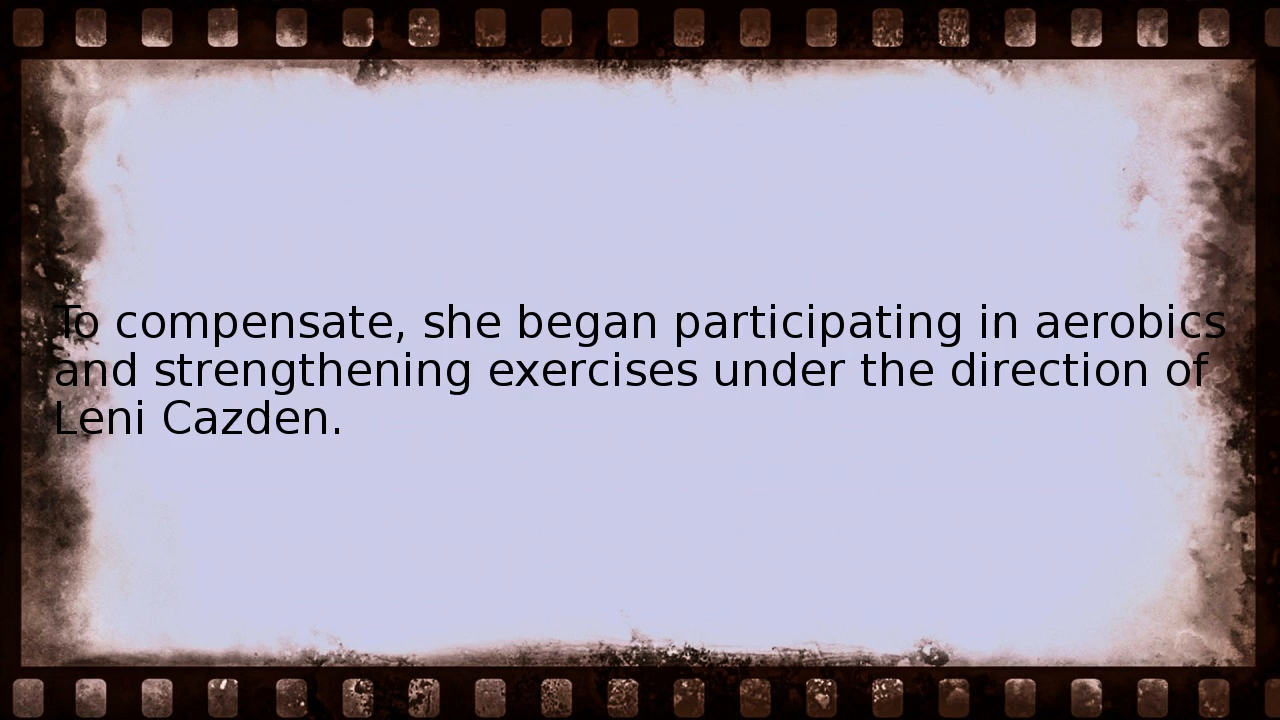 To compensate, she began participating in aerobics
and strengthening exercises under the direction of
Leni Cazden.